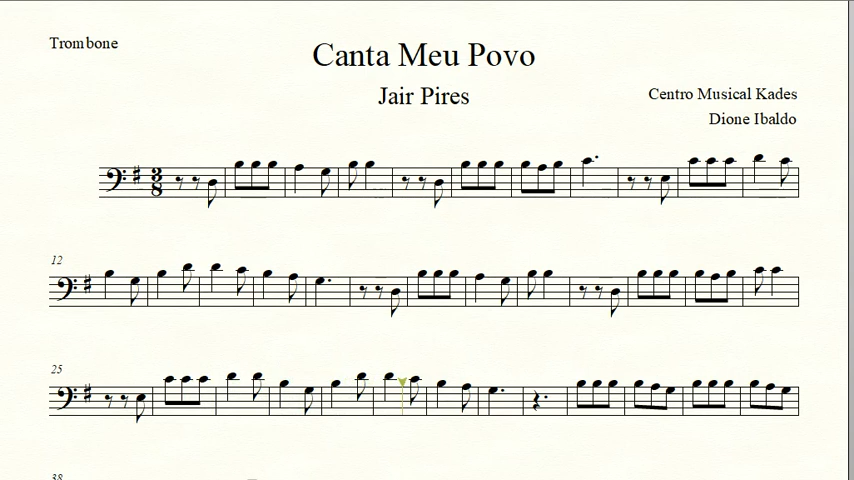 Trombone
Canta Meu Povo
Jair Pires
Centro Musical Kades
Dione Ibaldo
3
8
12
25
38